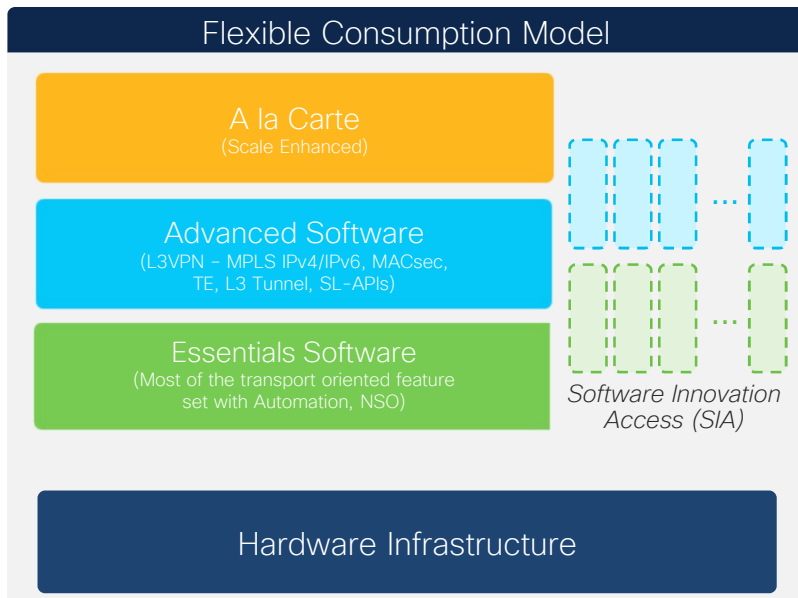 Flexible Consumption Model
A la Carte
(Scale Enhanced)
Advanced Software
(L3VPN – MPLS IPv4/IPv6, MACsec,
TE, L3 Tunnel, SL-APIs)
...
Essentials Software
(Most of the transport oriented feature
set with Automation, NSO)
...
Software Innovation
Access (SIA)
Hardware Infrastructure